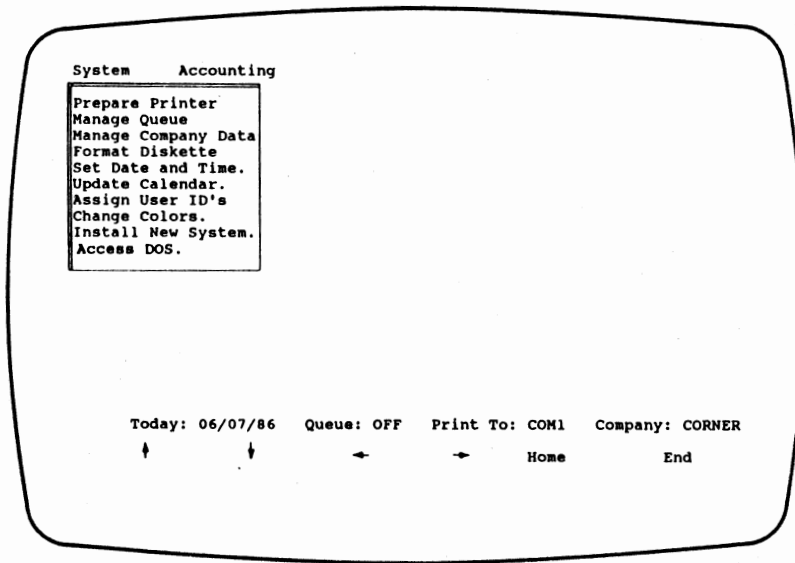 System Accounting
Prepare Printer
Manage Queue
Manage Company Data
Format Diskette
Set Date and Time.
Update Calendar.
Assign User ID's
Change Colors.
Install New System.
Access DOS.
Today: 06/07/86 Queue: OFF Print To: COM1 Company: CORNER
Home End